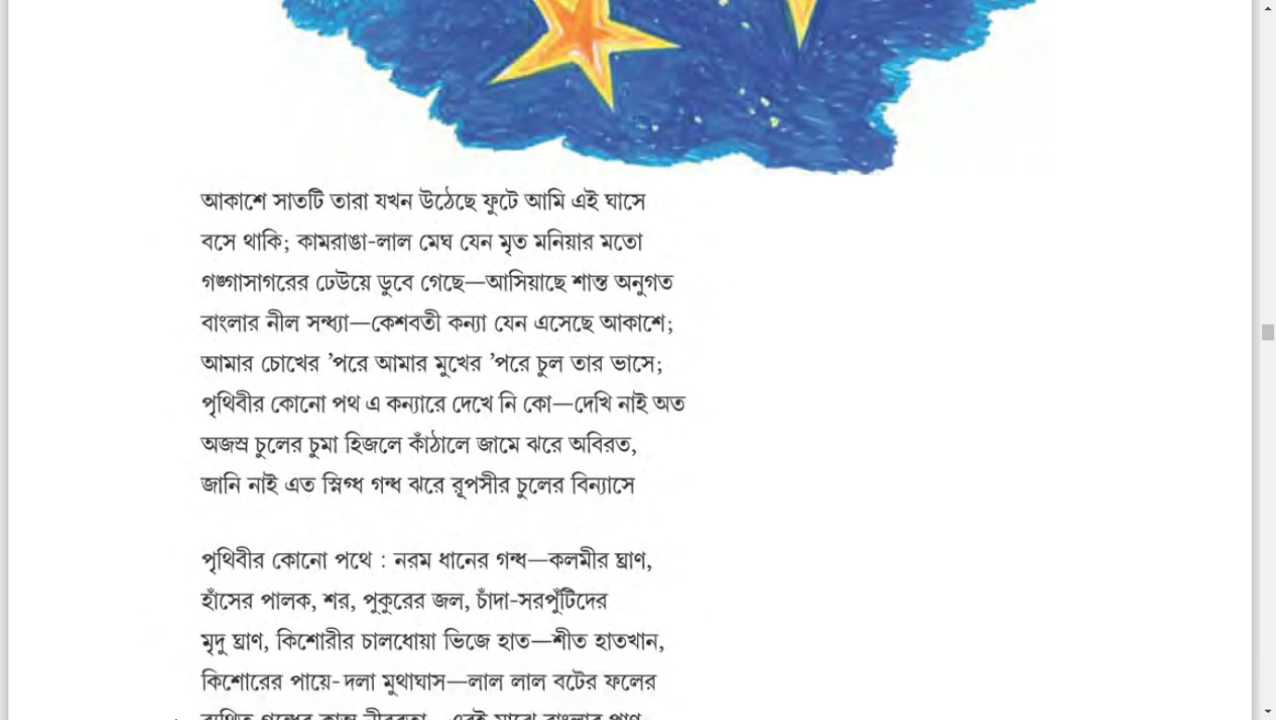 আকাশে সাতটি তারা যখন উঠেছে ফুটে আমি এই ঘাসে
বসে থাকি; কামরাঙা-লাল মেঘ যেন মৃত মনিয়ার মতো
গঙ্গাসাগরের ঢেউয়ে ডুবে গেছে—আসিয়াছে শান্ত অনুগত
বাংলার নীল সন্ধ্যা—কেশবতী কন্যা যেন এসেছে আকাশে;
আমার চোখের ’পরে আমার মুখের ’পরে চুল তার ভাসে;
পৃথিবীর কোনো পথ এ কন্যারে দেখে নি কো—দেখি নাই অত
অজস্র চুলের চুমা হিজলে কাঁঠালে জামে ঝরে অবিরত,
জানি নাই এত স্নিগ্ধ গন্ধ ঝরে রূপসীর চুলের বিন্যাসে
পৃথিবীর কোনো পথে : নরম ধানের গন্ধ—কলমীর ঘ্রাণ,
হাঁসের পালক, শর, পুকুরের জল, চাঁদা-সরপুঁটিদের
মৃদু ঘ্রাণ, কিশোরীর চালধোয়া ভিজে হাত—শীত হাতখান,
কিশোরের পায়ে-দলা মুথাঘাস—লাল লাল বটের ফলের